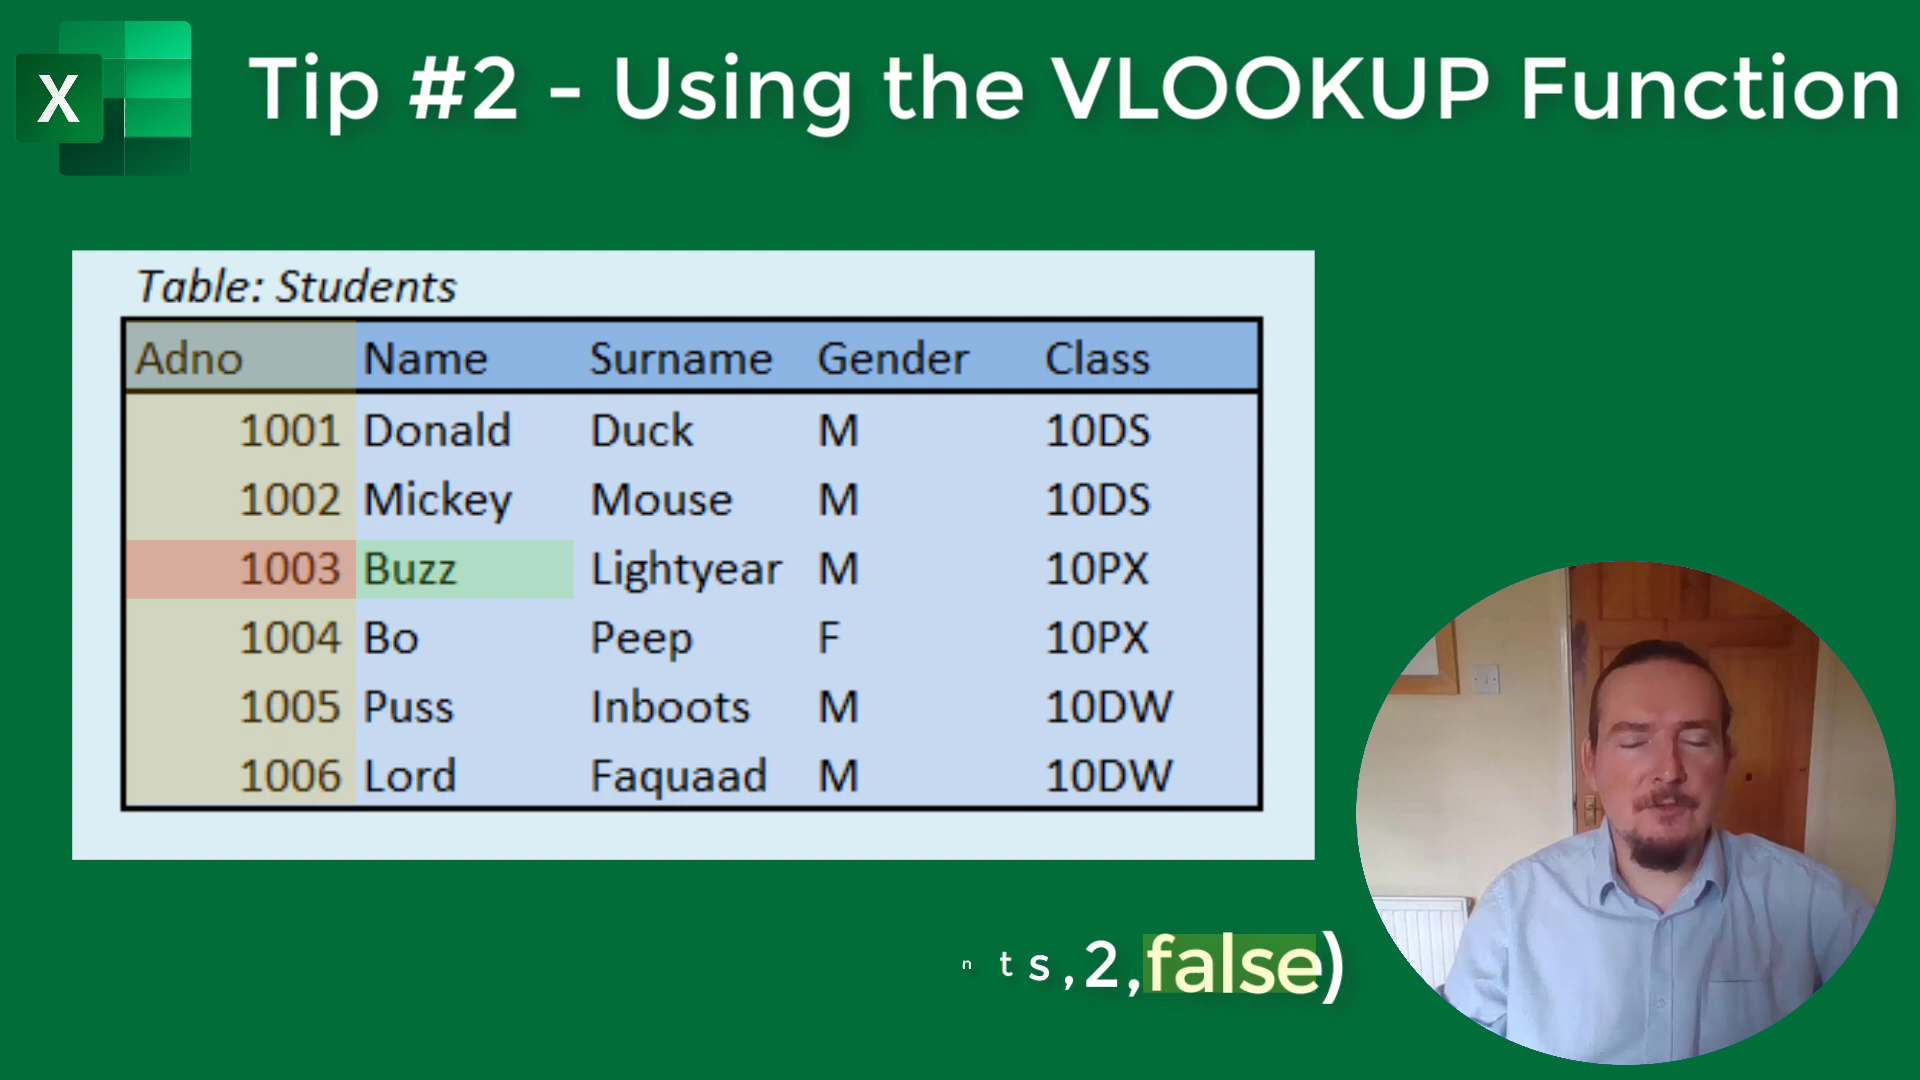 X
Tip #2 - Using the VLOOKUP Function
Table: Students
Adno Name Surname Gender Class
1001 Donald Duck M 10DS
1002 Mickey Mouse M 10DS
1003 Buzz Lightyear M 10PX
1004 Bo Peep F 10PX
1005 Puss Inboots M 10DW
1006 Lord Faquaad M 10DW
nts,2,false)